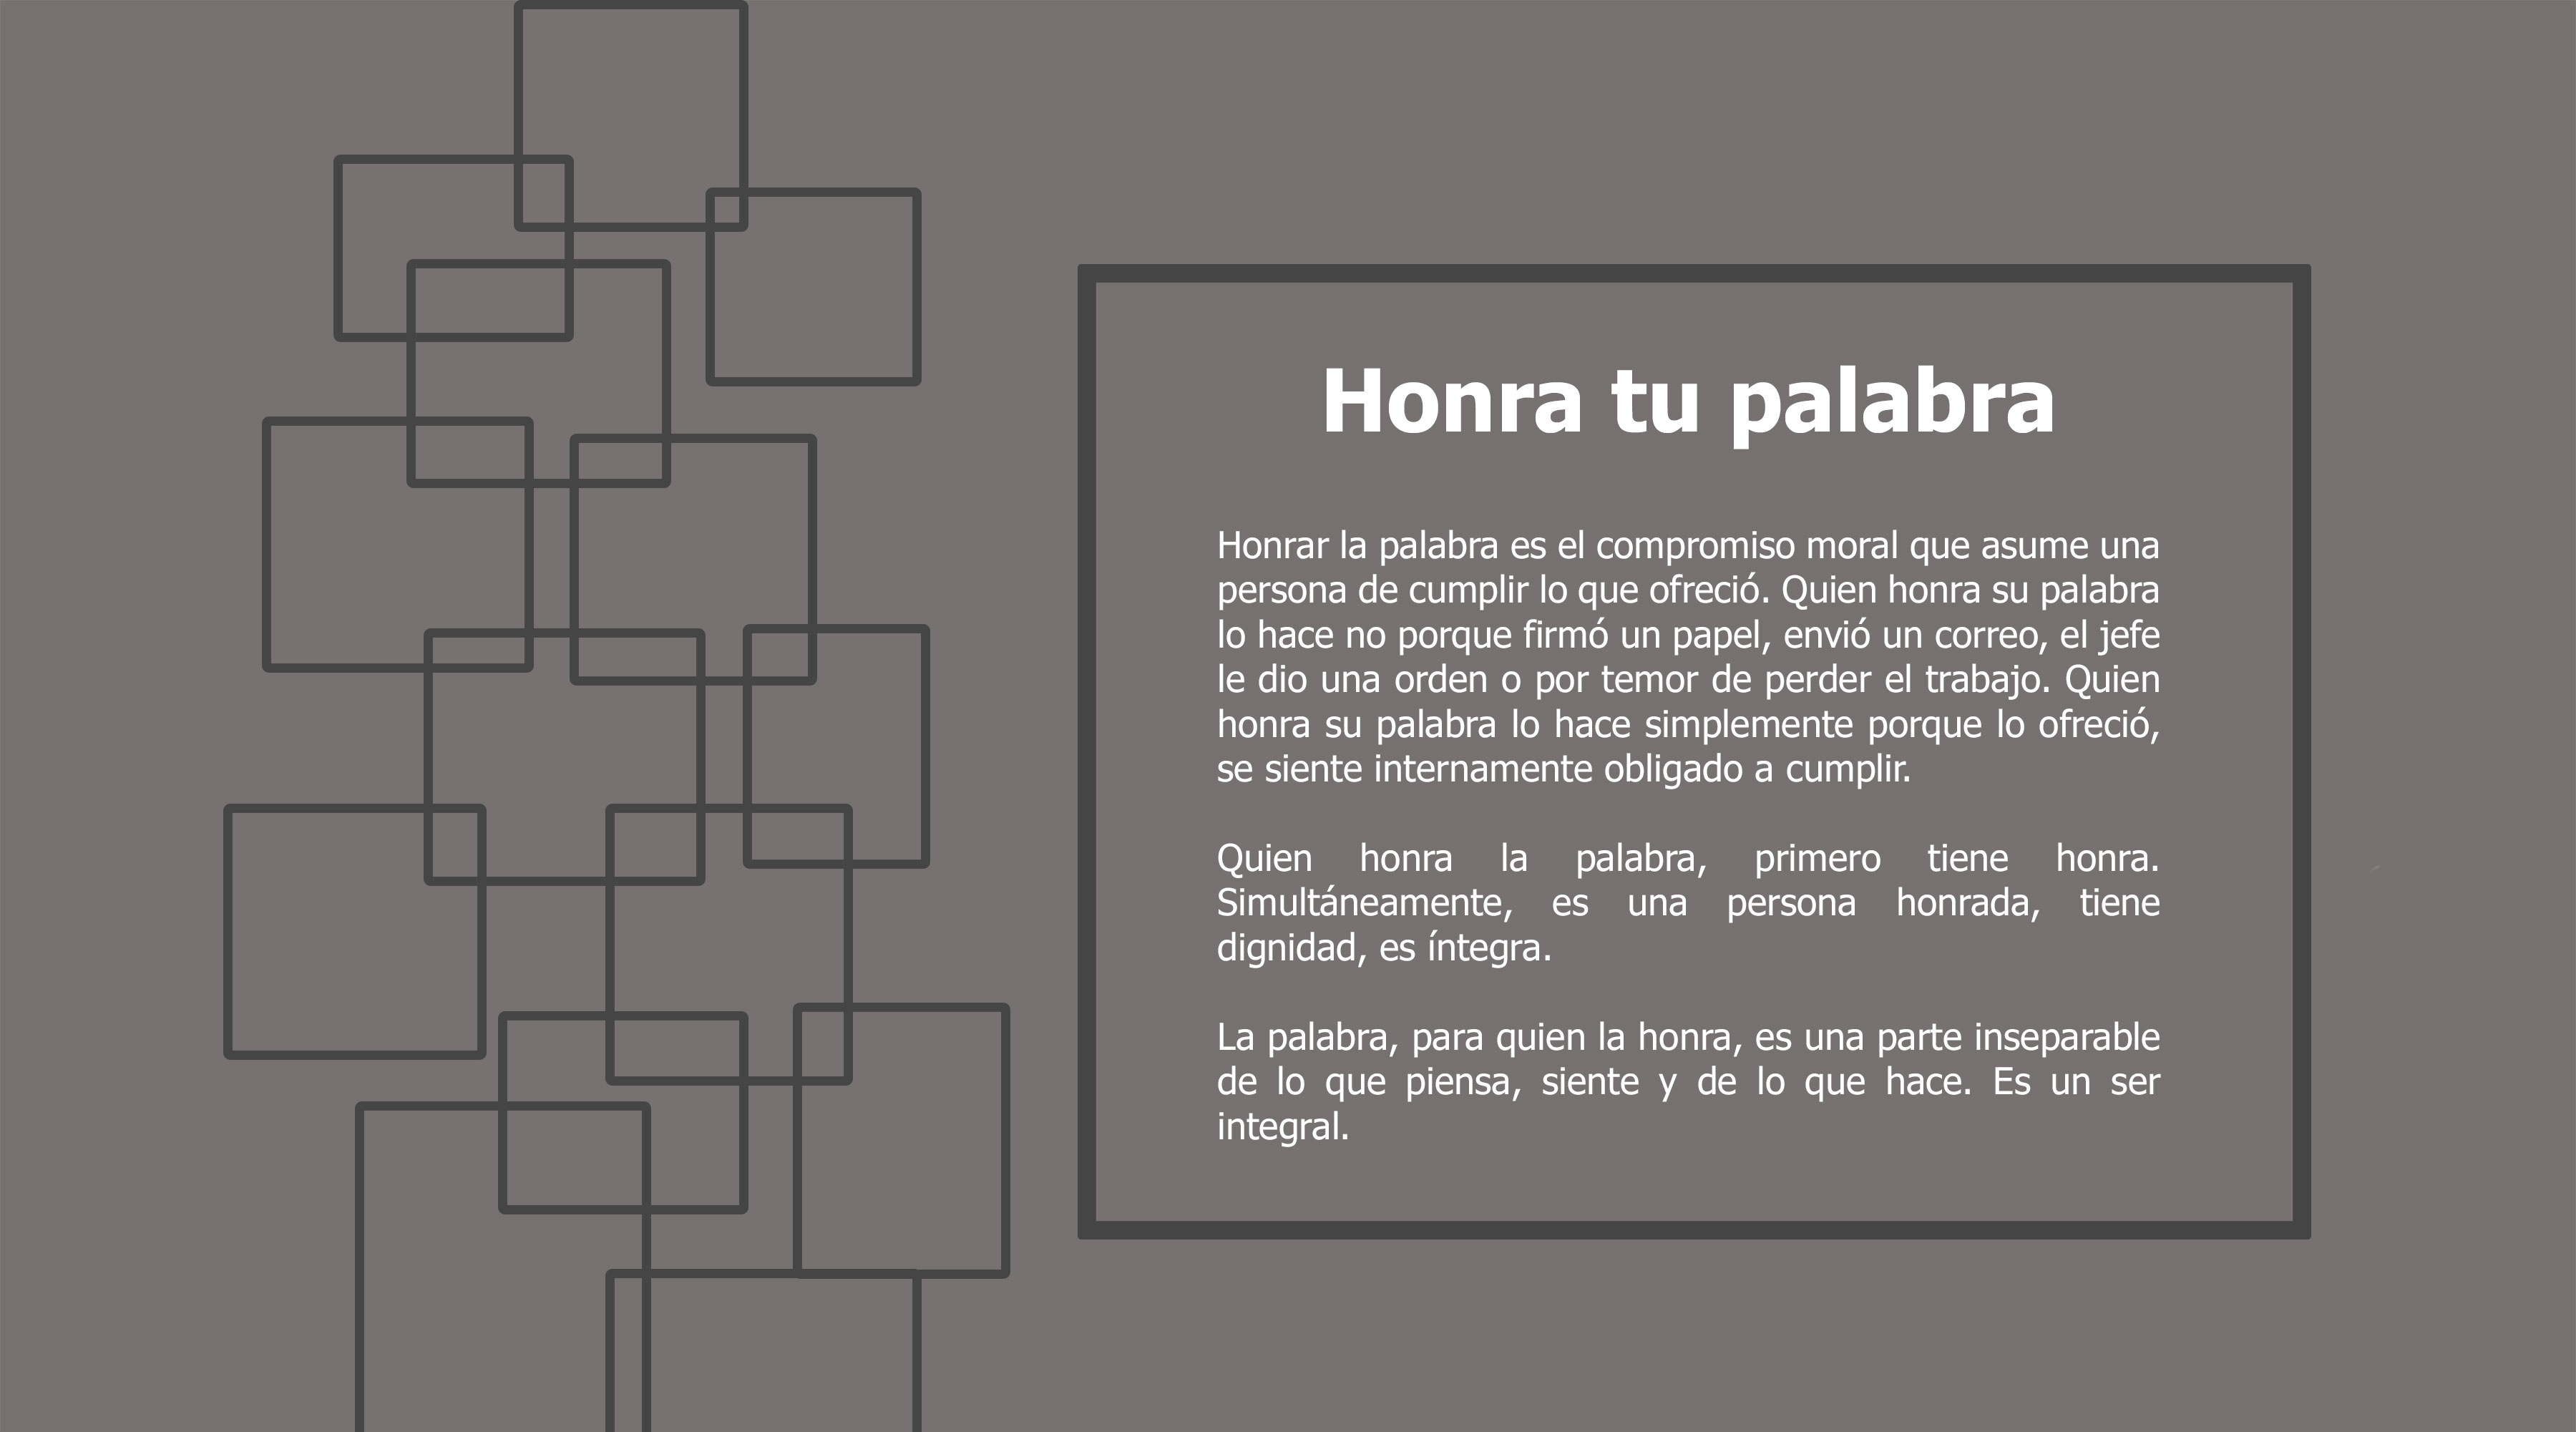 Honra tu palabra
Honrar la palabra es el compromiso moral que asume una
persona de cumplir lo que ofreció. Quien honra su palabra
lo hace no porque firmó un papel, envió un correo, el jefe
le dio una orden o por temor de perder el trabajo. Quien
honra su palabra lo hace simplemente porque lo ofreció,
se siente internamente obligado a cumplir.
Quien honra la palabra, primero tiene honra.
Simultáneamente, es una persona honrada, tiene
dignidad, es íntegra.
La palabra, para quien la honra, es una parte inseparable
de lo que piensa, siente y de lo que hace. Es un ser
integral.